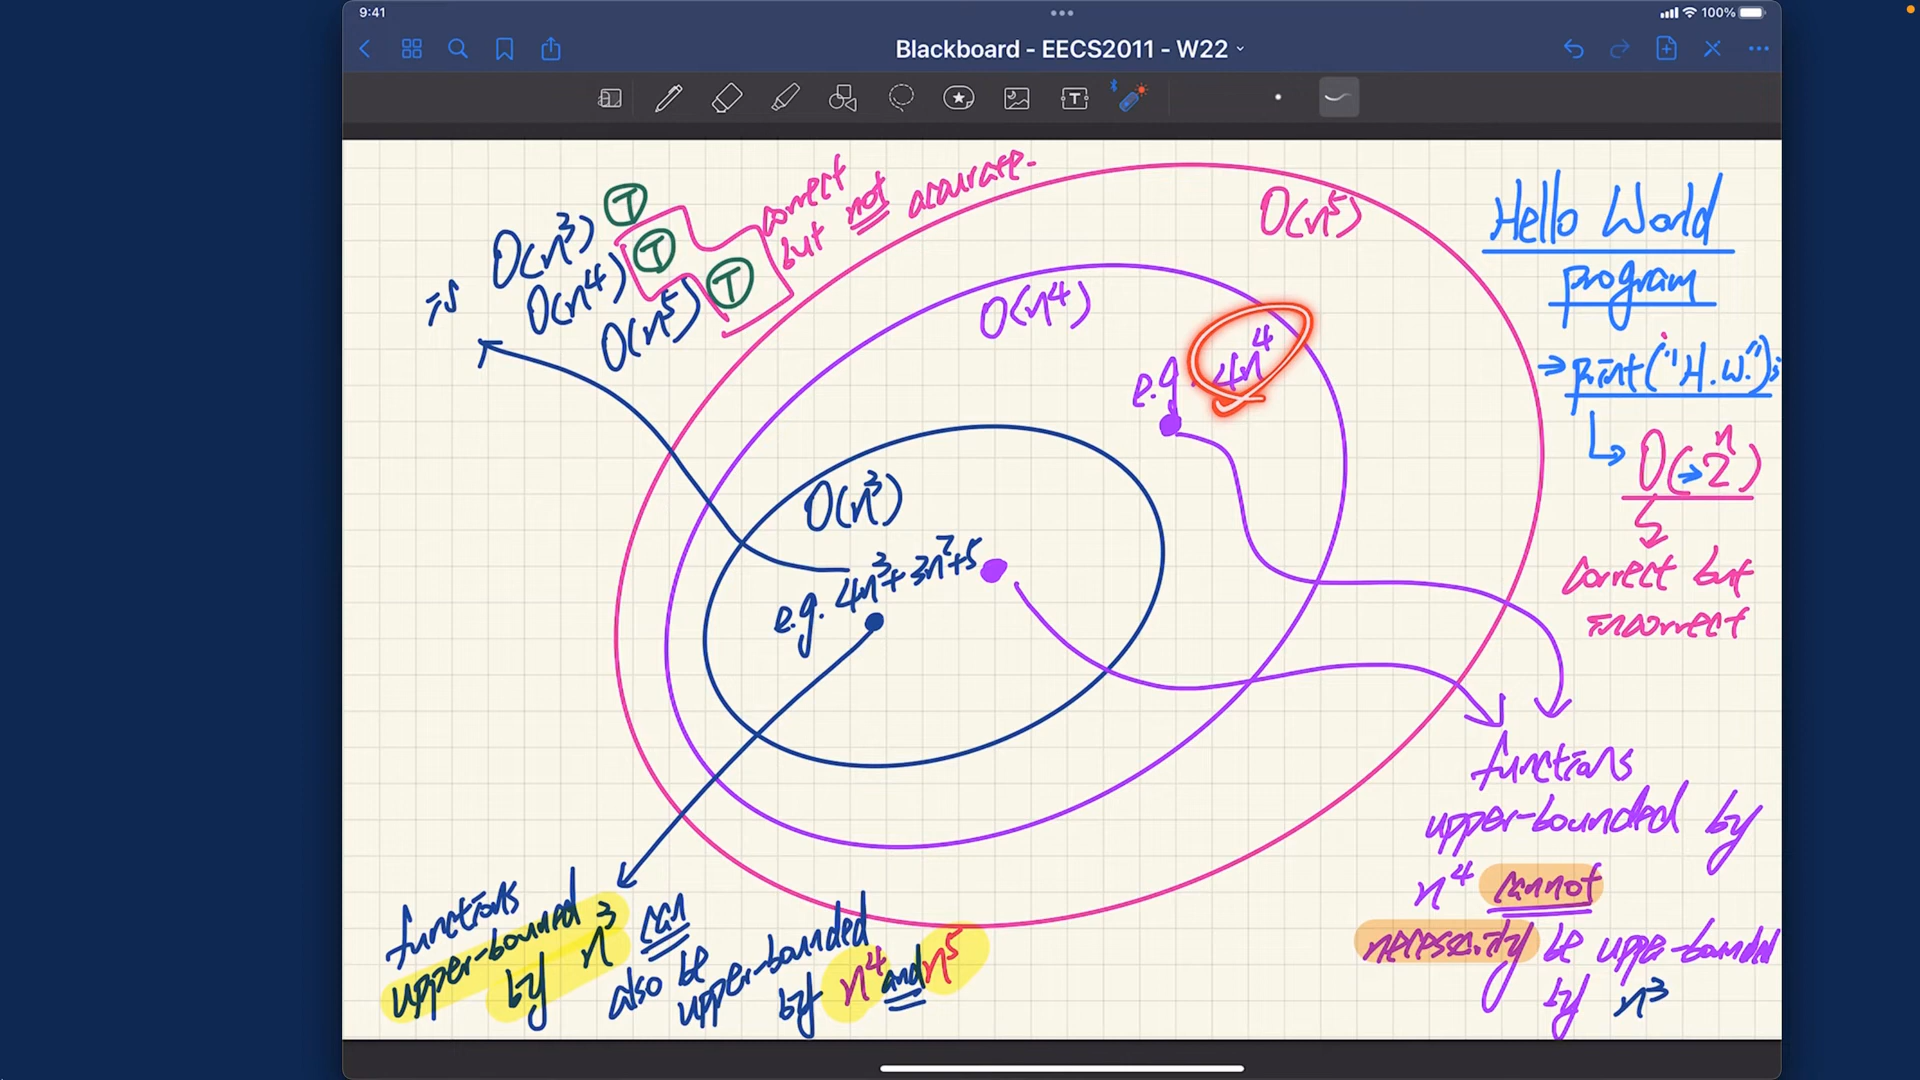 9:41
100%
Blackboard - EECS2011 - W22
is
O(n³) T
O(n⁴) T
O(n⁵) T
correct
but not accurate.
O(n⁵)
O(n⁴)
e.g. 4n⁴
O(n³)
e.g. 4n³+3n²+5
functions
upper-bounded
by n³ can
also be
upper-bounded
by n⁴ and n⁵
Hello World
program
→ print("H.W.");
↳ O(→2ⁿ)
correct but
incorrect
functions
upper-bounded by
n⁴ cannot
necessarily be upper-bounded
by n³